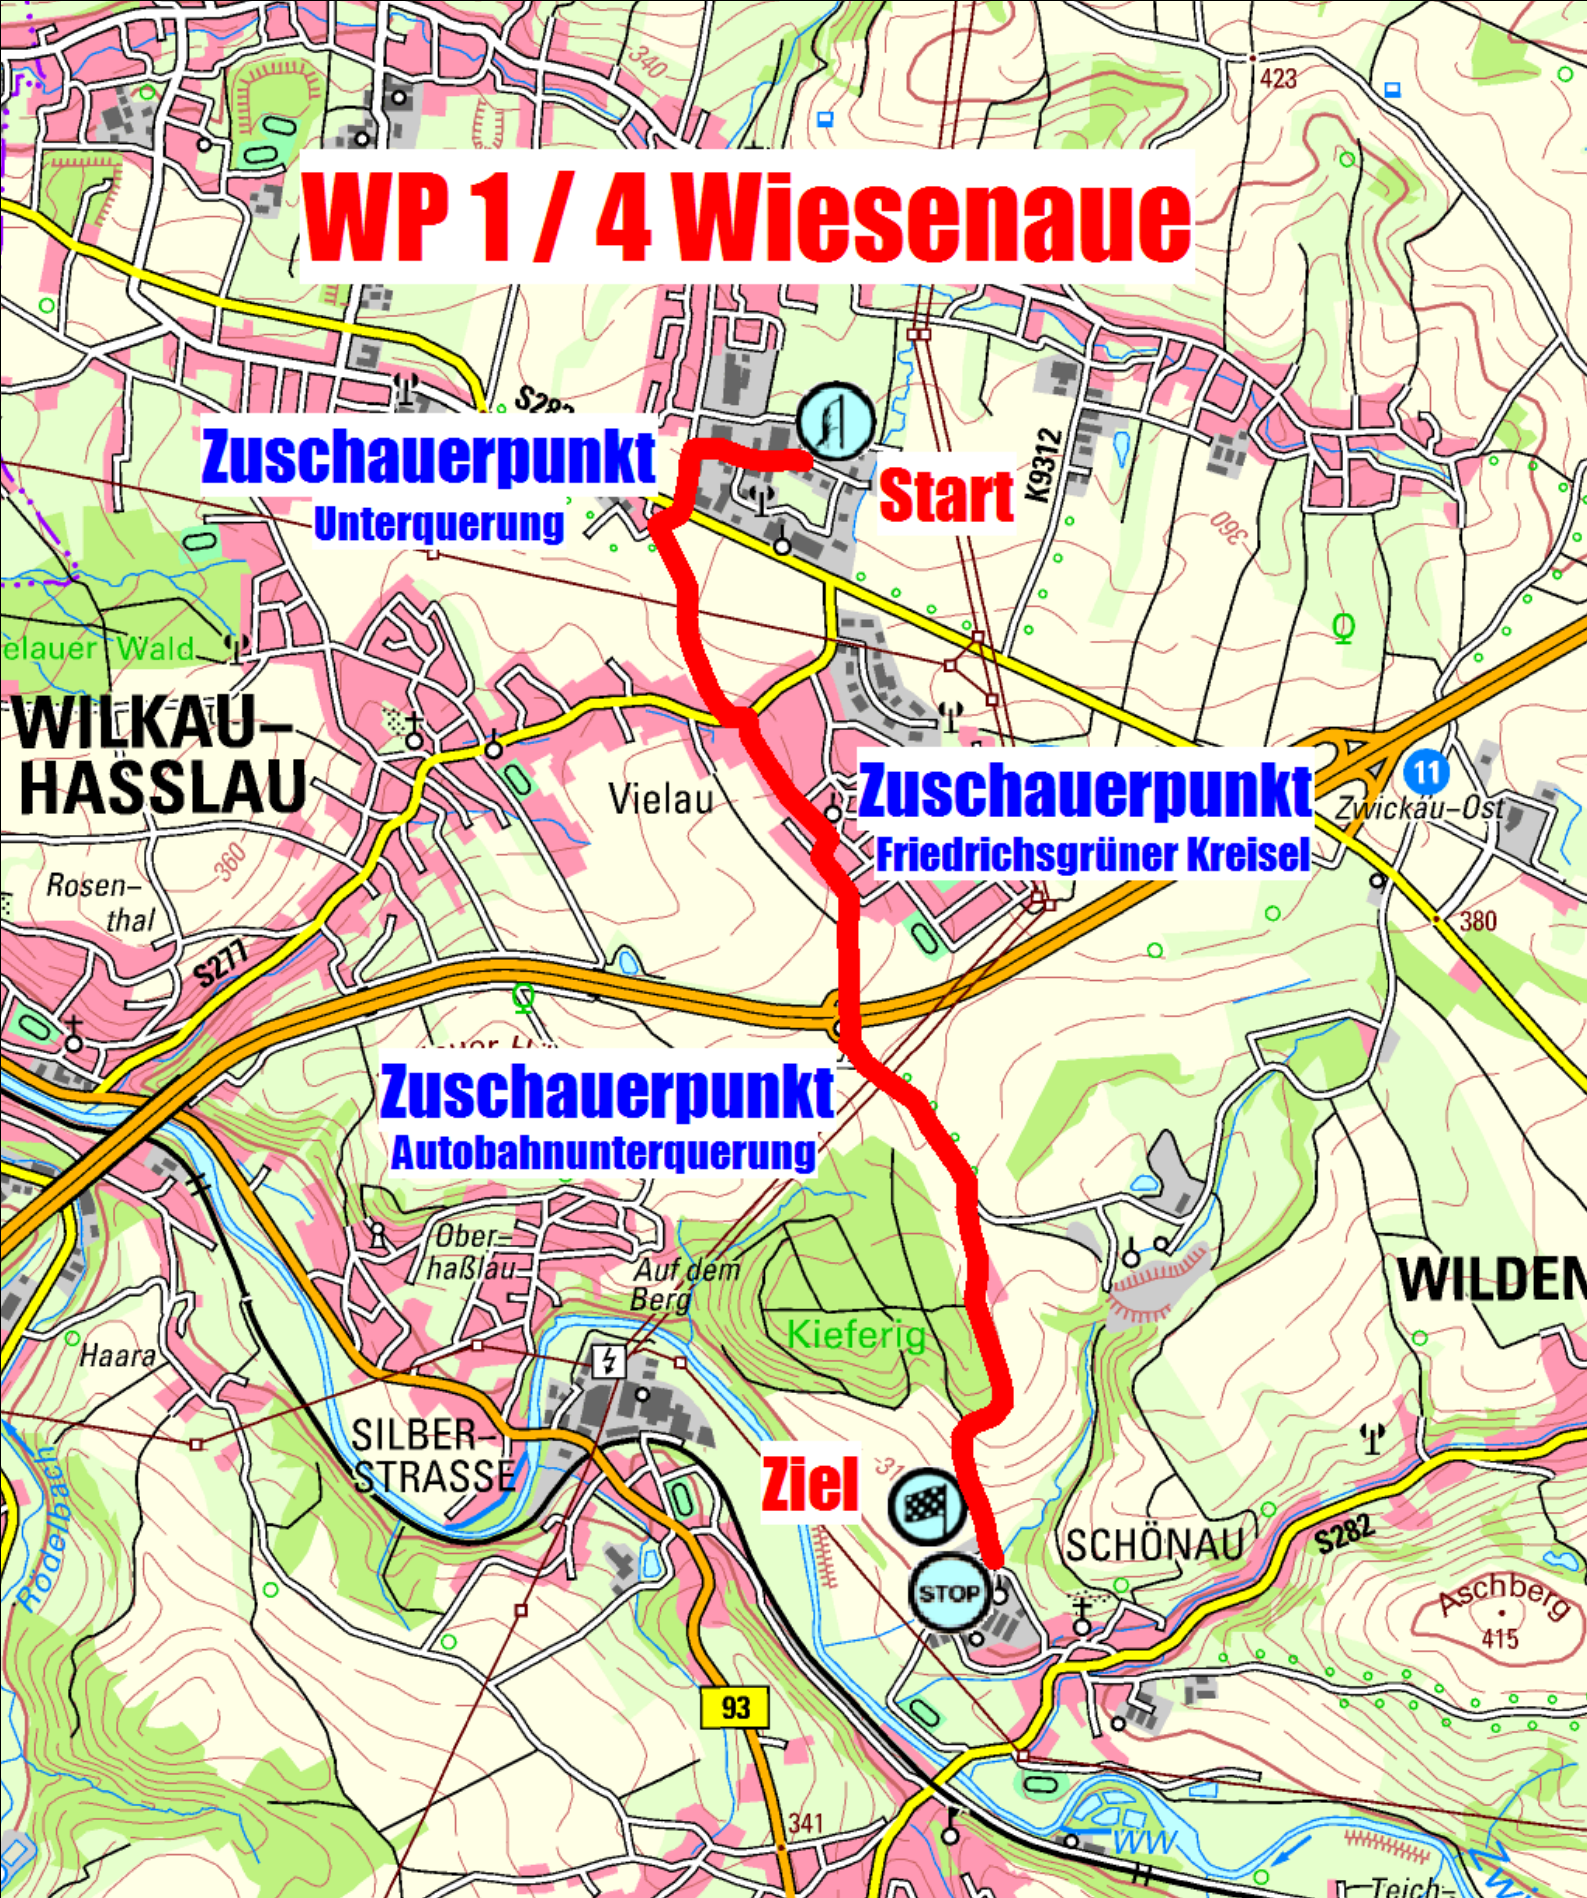 340
423
WP 1 / 4 Wiesenaue
Zuschauerpunkt
Unterquerung
Start
K9312
360
elauer Wald
WILKAU-
HASSLAU
Vielau
Zuschauerpunkt
Friedrichsgrüner Kreisel
11
Zwickau-Ost
360
Rosen-
thal
S277
380
Zuschauerpunkt
Autobahnunterquerung
Ober-
haßlau
Auf dem
Berg
WILDEN
Kieferig
Haara
SILBER-
STRASSE
Ziel
STOP
SCHÖNAU
S282
Rödelbach
Aschberg
415
93
341
WW
Teich-